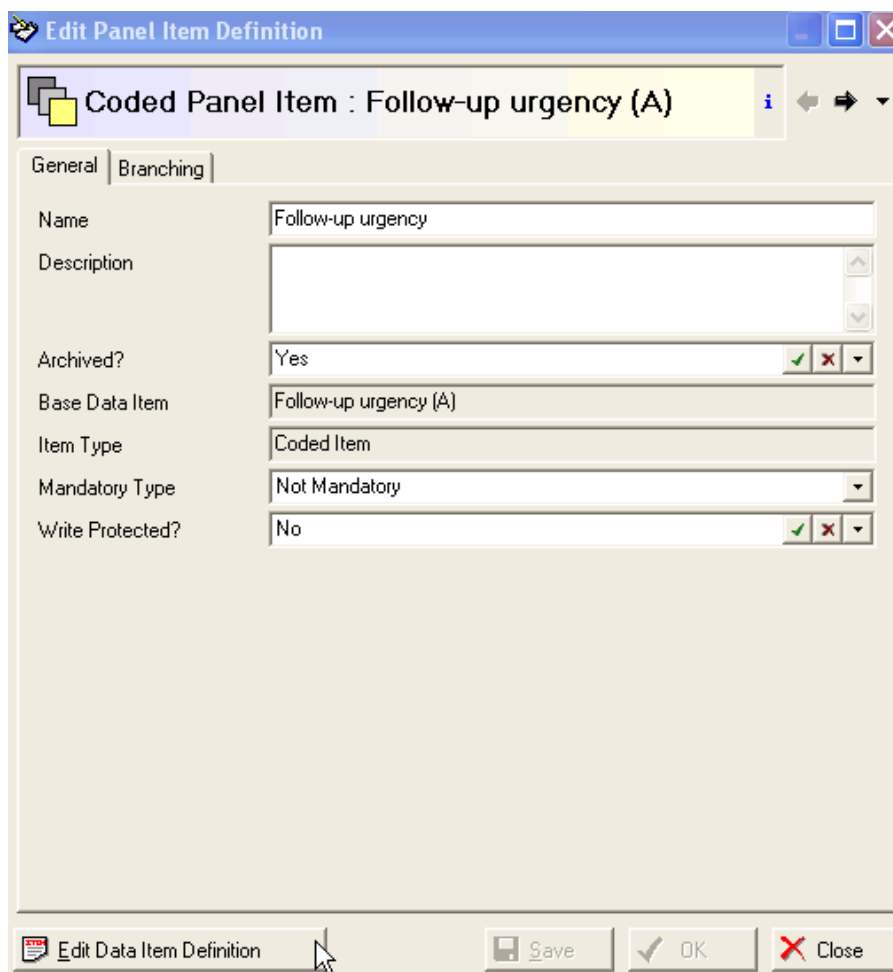 Edit Panel Item Definition
Coded Panel Item : Follow-up urgency (A)
General Branching
Name Follow-up urgency
Description
Archived? Yes
Base Data Item Follow-up urgency (A)
Item Type Coded Item
Mandatory Type Not Mandatory
Write Protected? No
Edit Data Item Definition Save OK Close